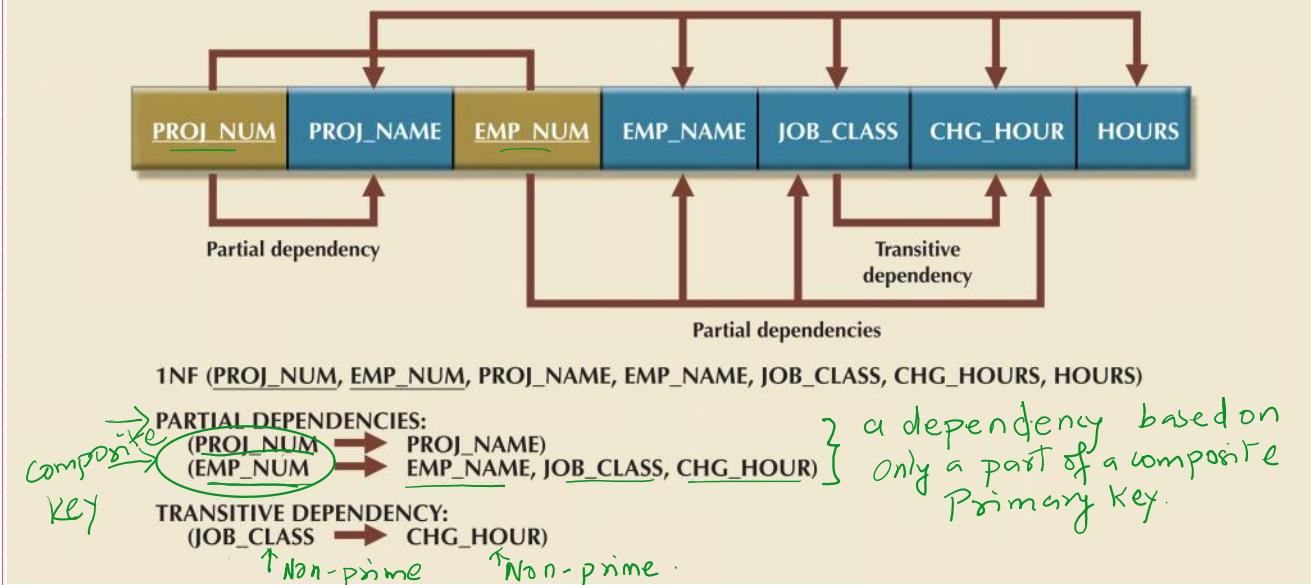 PROJ_NUM PROJ_NAME EMP_NUM EMP_NAME JOB_CLASS CHG_HOUR HOURS
Partial dependency
Transitive
dependency
Partial dependencies
1NF (PROJ_NUM, EMP_NUM, PROJ_NAME, EMP_NAME, JOB_CLASS, CHG_HOURS, HOURS)
PARTIAL DEPENDENCIES:
(PROJ_NUM → PROJ_NAME)
(EMP_NUM → EMP_NAME, JOB_CLASS, CHG_HOUR)
composite
key
a dependency based on
only a part of a composite
Primary key.
TRANSITIVE DEPENDENCY:
(JOB_CLASS → CHG_HOUR)
↑Non-prime ↑Non-prime.